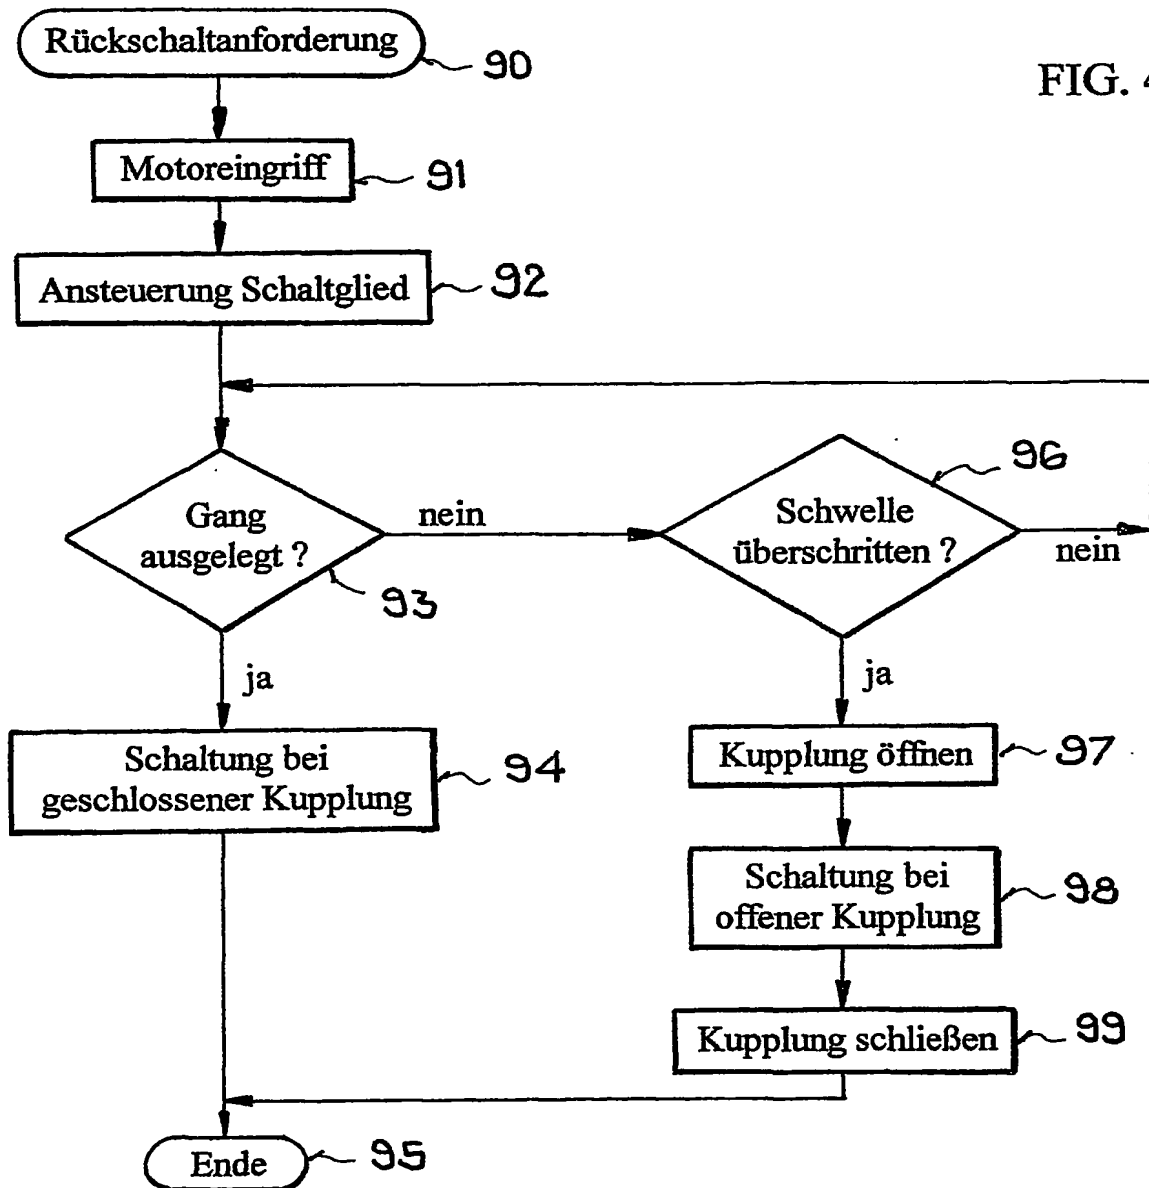 Rückschaltanforderung
90
FIG. 4
Motoreingriff
91
Ansteuerung Schaltglied
92
Gang
ausgelegt ?
93
nein
Schwelle
überschritten ?
96
nein
ja
ja
Schaltung bei
geschlossener Kupplung
94
Kupplung öffnen
97
Schaltung bei
offener Kupplung
98
Kupplung schließen
99
Ende
95